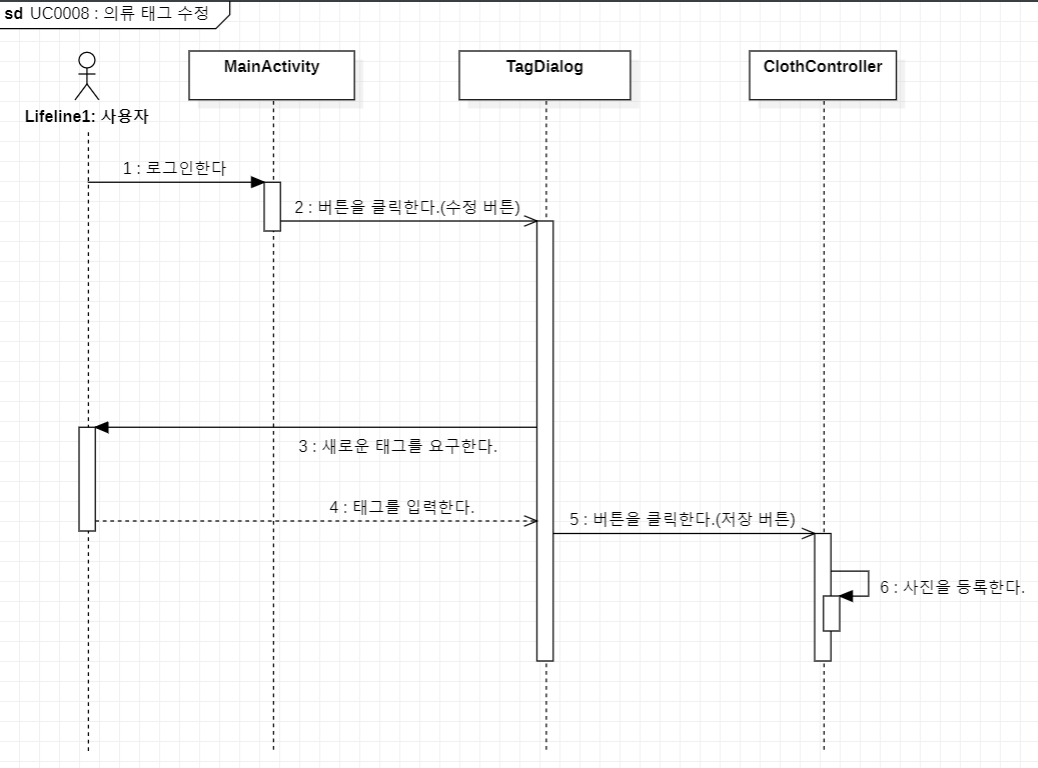 sd UC0008 : 의류 태그 수정
MainActivity
TagDialog
ClothController
Lifeline1: 사용자
1 : 로그인한다
2 : 버튼을 클릭한다.(수정 버튼)
3 : 새로운 태그를 요구한다.
4 : 태그를 입력한다.
5 : 버튼을 클릭한다.(저장 버튼)
6 : 사진을 등록한다.